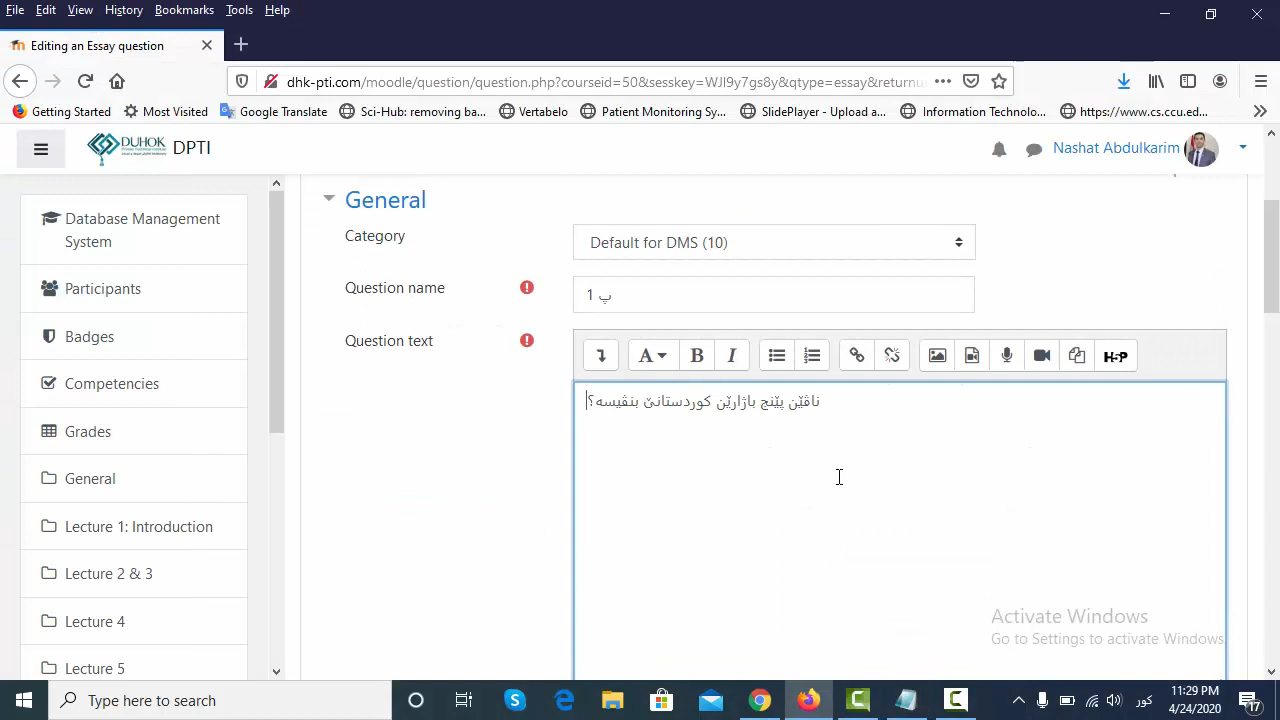 File Edit View History Bookmarks Tools Help
Editing an Essay question
dhk-pti.com/moodle/question/question.php?courseid=50&sesskey=WJl9y7gs8y&qtype=essay&returnu
Getting Started Most Visited Google Translate Sci-Hub: removing ba... Vertabelo Patient Monitoring Sy... SlidePlayer - Upload a... Information Technolo... https://www.cs.ccu.ed...
DUHOK DPTI Nashat Abdulkarim
Database Management
System
Participants
Badges
Competencies
Grades
General
Lecture 1: Introduction
Lecture 2 & 3
Lecture 4
Lecture 5
General
Category Default for DMS (10)
Question name پ 1
Question text
A B I H-P
ناڤێن پێنج باژارێن کوردستانێ بنڤیسە؟
Activate Windows
Go to Settings to activate Windows
Type here to search
كور
11:29 PM
4/24/2020
17